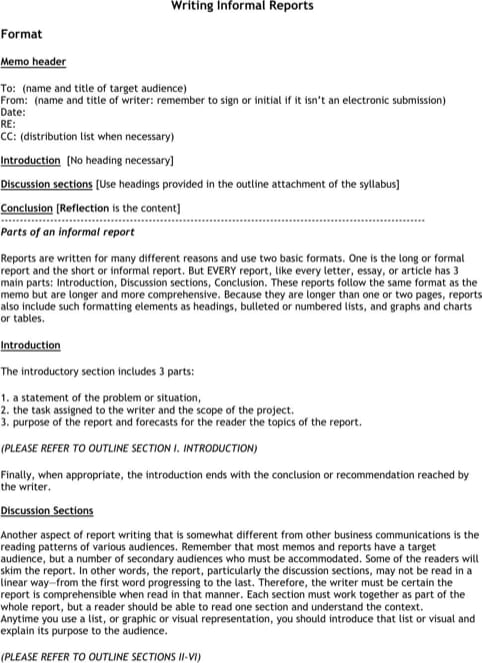 Writing Informal Reports
Format
Memo header
To:  (name and title of target audience)
From:  (name and title of writer: remember to sign or initial if it isn't an electronic submission)
Date:
RE:
CC: (distribution list when necessary)
Introduction  [No heading necessary]
Discussion sections [Use headings provided in the outline attachment of the syllabus]
Conclusion [Reflection is the content]
Parts of an informal report
Reports are written for many different reasons and use two basic formats. One is the long or formal
report and the short or informal report. But EVERY report, like every letter, essay, or article has 3
main parts: Introduction, Discussion sections, Conclusion. These reports follow the same format as the
memo but are longer and more comprehensive. Because they are longer than one or two pages, reports
also include such formatting elements as headings, bulleted or numbered lists, and graphs and charts
or tables.
Introduction
The introductory section includes 3 parts:
1. a statement of the problem or situation,
2. the task assigned to the writer and the scope of the project.
3. purpose of the report and forecasts for the reader the topics of the report.
(PLEASE REFER TO OUTLINE SECTION I. INTRODUCTION)
Finally, when appropriate, the introduction ends with the conclusion or recommendation reached by
the writer.
Discussion Sections
Another aspect of report writing that is somewhat different from other business communications is the
reading patterns of various audiences. Remember that most memos and reports have a target
audience, but a number of secondary audiences who must be accommodated. Some of the readers will
skim the report. In other words, the report, particularly the discussion sections, may not be read in a
linear way—from the first word progressing to the last. Therefore, the writer must be certain the
report is comprehensible when read in that manner. Each section must work together as part of the
whole report, but a reader should be able to read one section and understand the context.
Anytime you use a list, or graphic or visual representation, you should introduce that list or visual and
explain its purpose to the audience.
(PLEASE REFER TO OUTLINE SECTIONS II-VI)